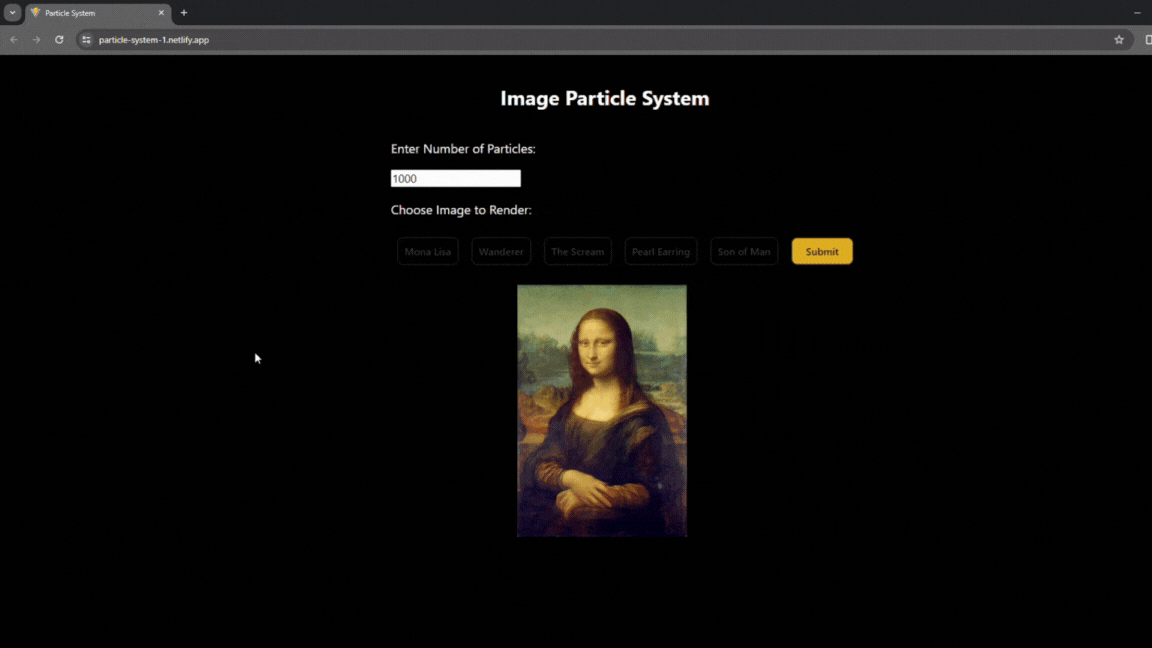 Particle System
particle-system-1.netlify.app
Image Particle System
Enter Number of Particles:
1000
Choose Image to Render:
Mona Lisa Wanderer The Scream Pearl Earring Son of Man Submit